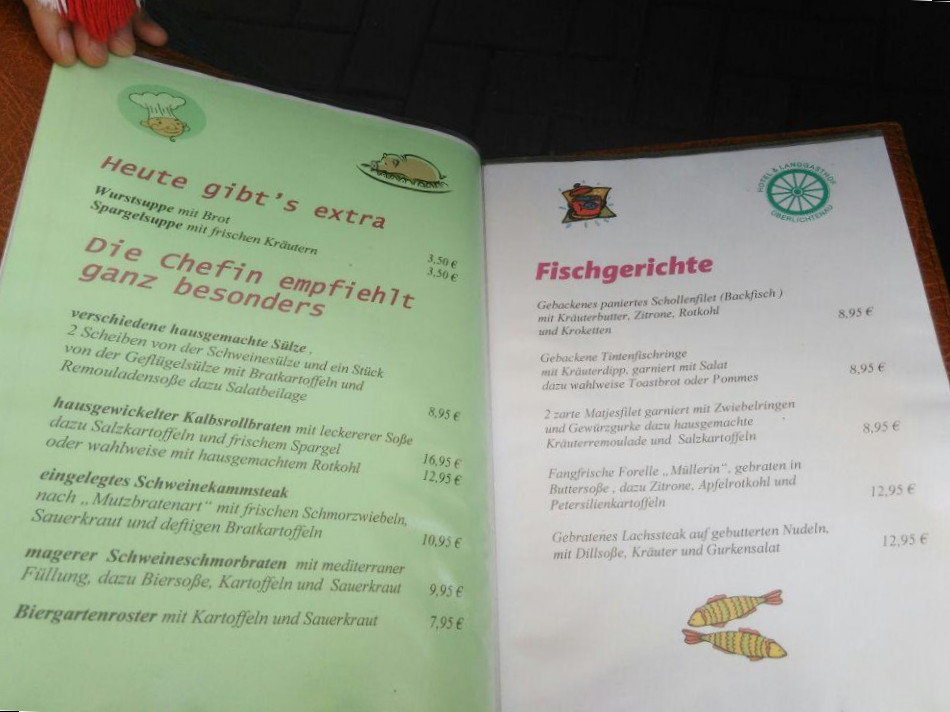 Heute gibt's extra
Wurstsuppe mit Brot 3,50 €
Spargelsuppe mit frischen Kräutern 3,50 €
Die Chefin empfiehlt
ganz besonders
verschiedene hausgemachte Sülze ,
2 Scheiben von der Schweinesülze und ein Stück
von der Geflügelsülze mit Bratkartoffeln und
Remouladensoße dazu Salatbeilage 8,95 €
hausgewickelter Kalbsrollbraten mit leckererer Soße
dazu Salzkartoffeln und frischem Spargel 16,95 €
oder wahlweise mit hausgemachtem Rotkohl 12,95 €
eingelegtes Schweinekammsteak
nach „Mutzbratenart“ mit frischen Schmorzwiebeln,
Sauerkraut und deftigen Bratkartoffeln 10,95 €
magerer Schweineschmorbraten mit mediterraner
Füllung, dazu Biersoße, Kartoffeln und Sauerkraut 9,95 €
Biergartenroster mit Kartoffeln und Sauerkraut 7,95 €
HOTEL & LANDGASTHOF
OBERLICHTENAU
Fischgerichte
Gebackenes paniertes Schollenfilet (Backfisch )
mit Kräuterbutter, Zitrone, Rotkohl 8,95 €
und Kroketten
Gebackene Tintenfischringe
mit Kräuterdipp, garniert mit Salat 8,95 €
dazu wahlweise Toastbrot oder Pommes
2 zarte Matjesfilet garniert mit Zwiebelringen
und Gewürzgurke dazu hausgemachte 8,95 €
Kräuterremoulade und Salzkartoffeln
Fangfrische Forelle „Müllerin“, gebraten in
Buttersoße , dazu Zitrone, Apfelrotkohl und 12,95 €
Petersilienkartoffeln
Gebratenes Lachssteak auf gebutterten Nudeln,
mit Dillsoße, Kräuter und Gurkensalat 12,95 €